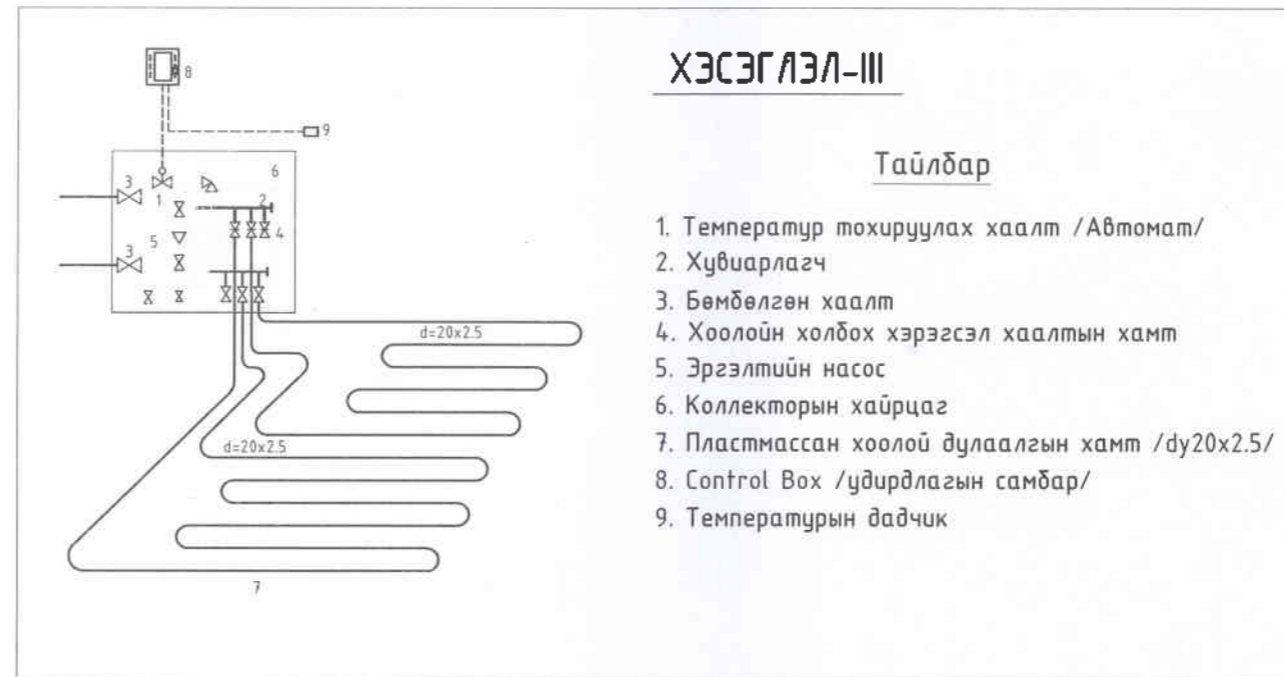 ХЭСЭГЛЭЛ-III
Тайлбар
1. Температур тохируулах хаалт /Автомат/
2. Хувиарлагч
3. Бөмбөлгөн хаалт
4. Хоолойн холбох хэрэгсэл хаалтын хамт
5. Эргэлтийн насос
6. Коллекторын хайрцаг
7. Пластмассан хоолой дулаалгын хамт /dy20x2.5/
8. Control Box /удирдлагын самбар/
9. Температурын дадчик
8
9
6
3
1
2
4
5
3
d=20x2.5
d=20x2.5
7